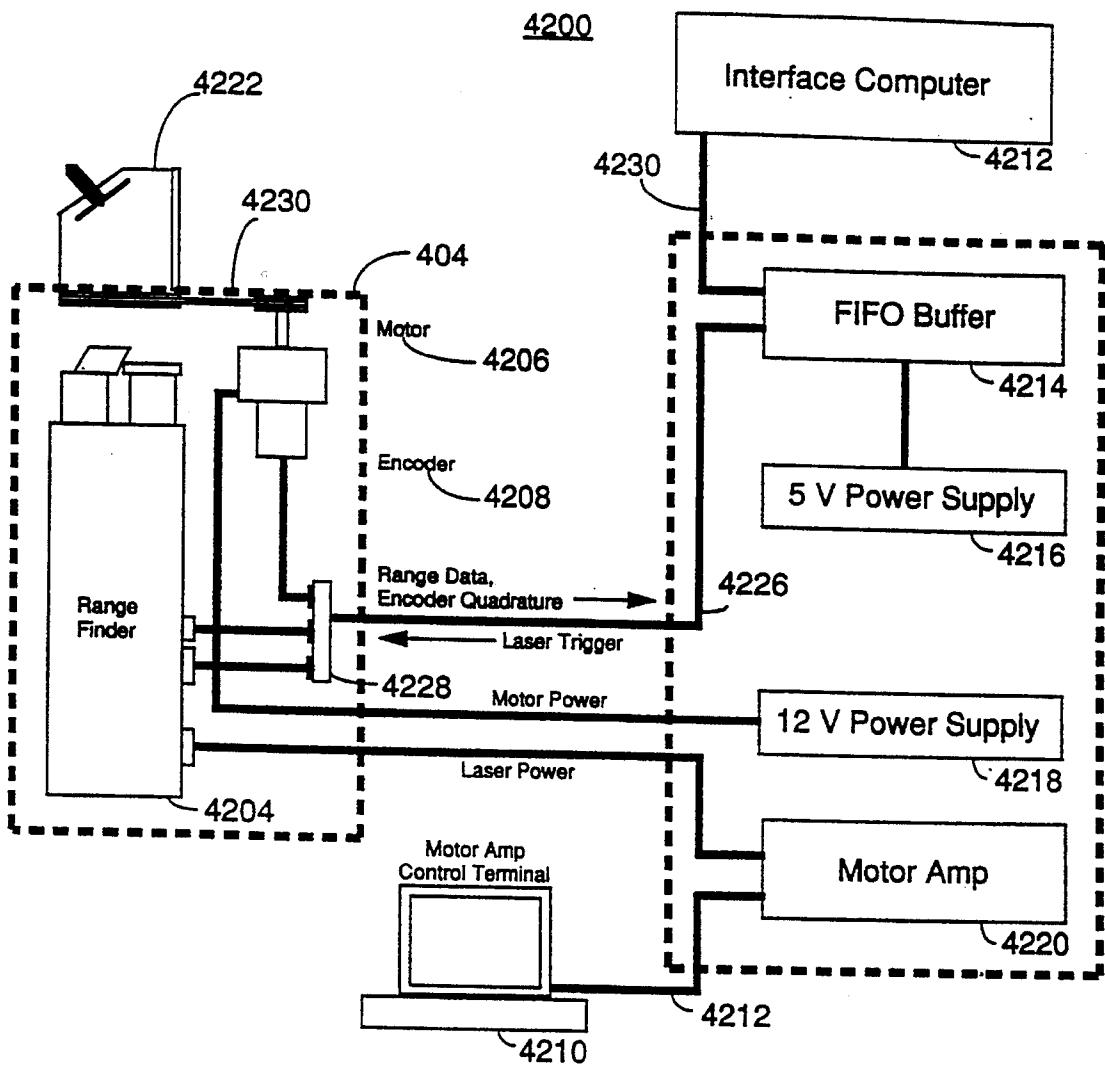 4200
Interface Computer
4222
4212
4230
4230
404
FIFO Buffer
Motor
4206
4214
Encoder
4208
5 V Power Supply
4216
Range Data,
Encoder Quadrature
4226
Range
Finder
Laser Trigger
4228
Motor Power
12 V Power Supply
Laser Power
4218
4204
Motor Amp
Control Terminal
Motor Amp
4220
4212
4210